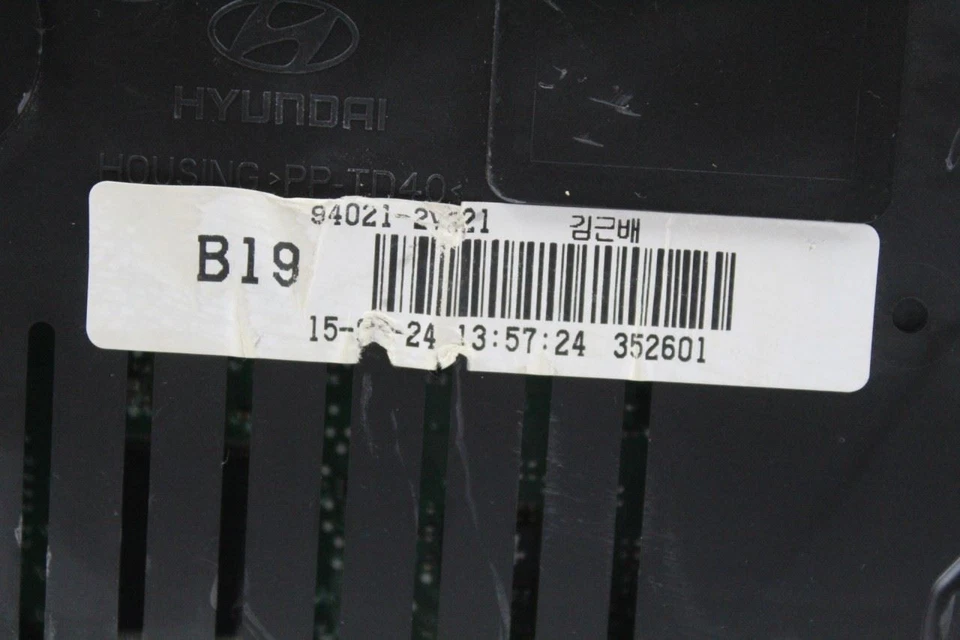 HYUNDAI
HOUSING >PP-TD40<
김근배
B19
13:57:24 352601